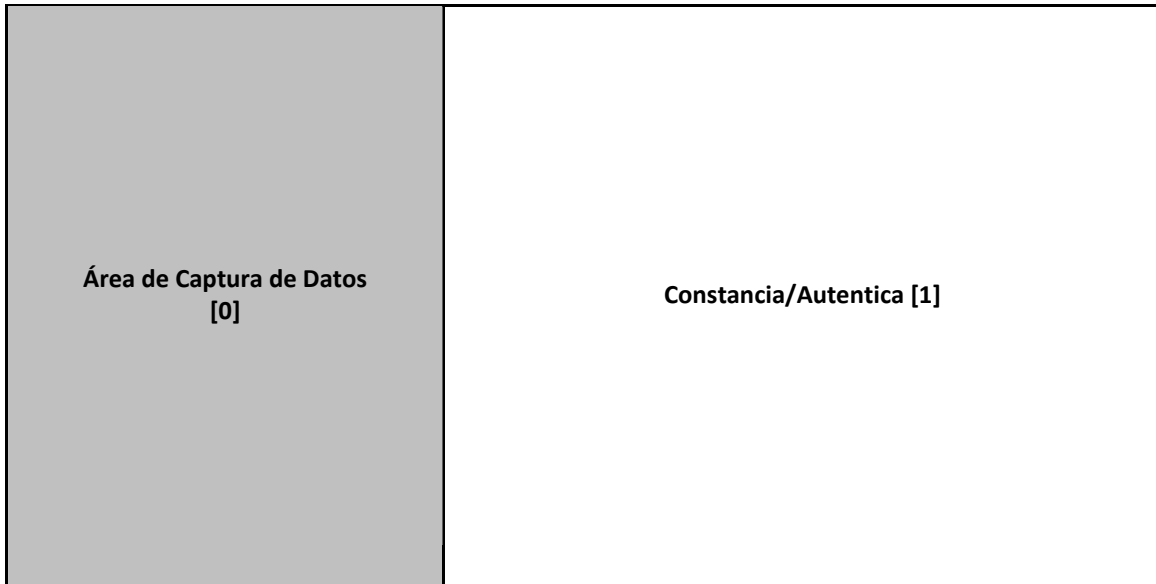 Área de Captura de Datos
[0]
Constancia/Autentica [1]